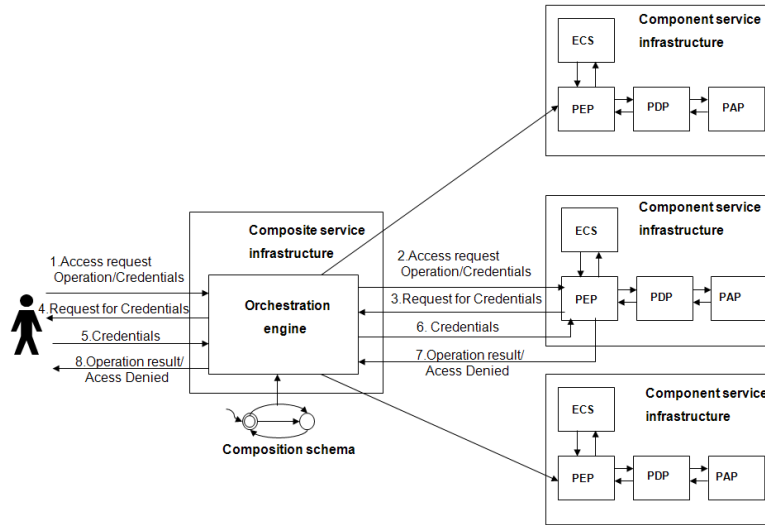 Component service
infrastructure
ECS
PEP
PDP
PAP
Composite service
infrastructure
1.Access request
Operation/Credentials
4.Request for Credentials
5.Credentials
8.Operation result/
Acess Denied
Orchestration
engine
2.Access request
Operation/Credentials
3.Request for Credentials
6. Credentials
7.Operation result/
Acess Denied
Component service
infrastructure
ECS
PEP
PDP
PAP
Composition schema
Component service
infrastructure
ECS
PEP
PDP
PAP